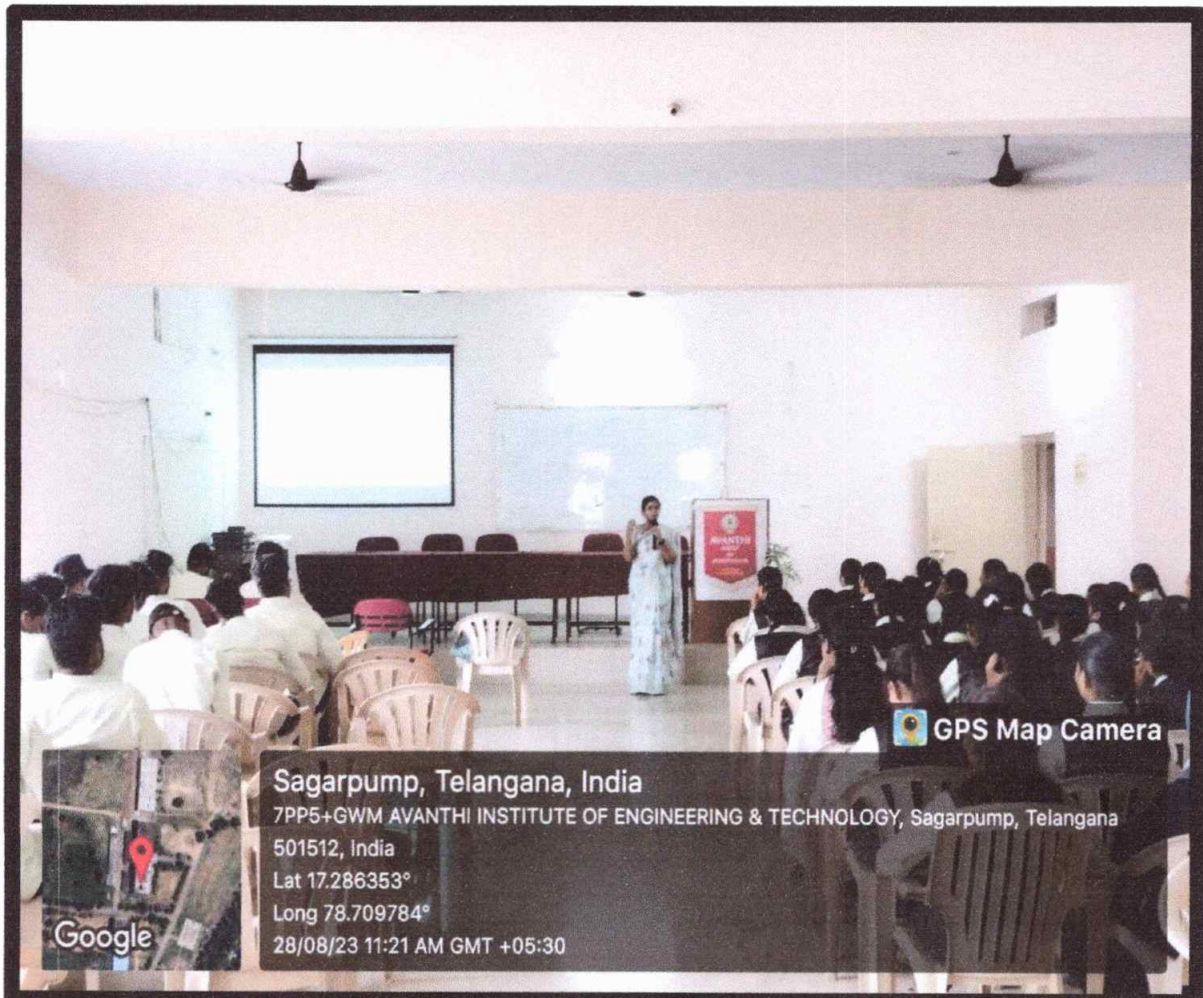 AVANTHI
GPS Map Camera
Sagarpump, Telangana, India
7PP5+GWM AVANTHI INSTITUTE OF ENGINEERING & TECHNOLOGY, Sagarpump, Telangana
501512, India
Lat 17.286353°
Long 78.709784°
28/08/23 11:21 AM GMT +05:30
Google